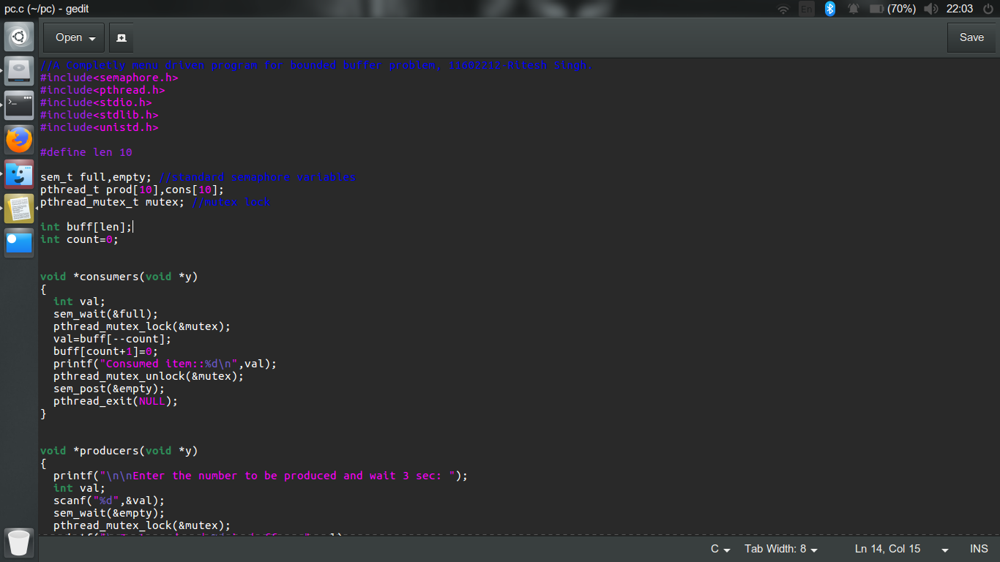 pc.c (~/pc) - gedit
En
(70%)
22:03
Open
Save
//A Completly menu driven program for bounded buffer problem, 11602212-Ritesh Singh.
#include<semaphore.h>
#include<pthread.h>
#include<stdio.h>
#include<stdlib.h>
#include<unistd.h>
#define len 10
sem_t full,empty; //standard semaphore variables
pthread_t prod[10],cons[10];
pthread_mutex_t mutex; //mutex lock
int buff[len];
int count=0;
void *consumers(void *y)
{
int val;
sem_wait(&full);
pthread_mutex_lock(&mutex);
val=buff[--count];
buff[count+1]=0;
printf("Consumed item::%d\n",val);
pthread_mutex_unlock(&mutex);
sem_post(&empty);
pthread_exit(NULL);
}
void *producers(void *y)
{
printf("\n\nEnter the number to be produced and wait 3 sec: ");
int val;
scanf("%d",&val);
sem_wait(&empty);
pthread_mutex_lock(&mutex);
C
Tab Width: 8
Ln 14, Col 15
INS